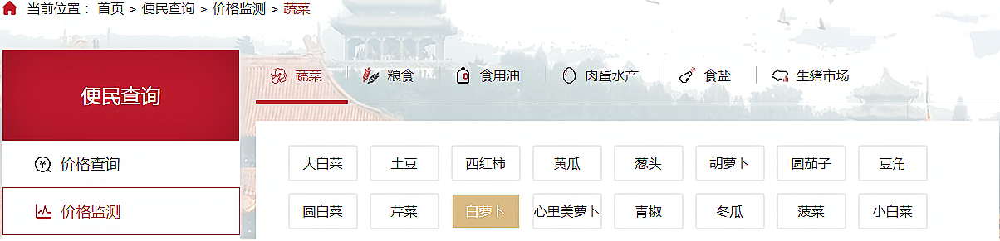 当前位置： 首页 > 便民查询 > 价格监测 > 蔬菜
便民查询
价格查询
价格监测
蔬菜 粮食 食用油 肉蛋水产 食盐 生猪市场
大白菜 土豆 西红柿 黄瓜 葱头 胡萝卜 圆茄子 豆角
圆白菜 芹菜 白萝卜 心里美萝卜 青椒 冬瓜 菠菜 小白菜